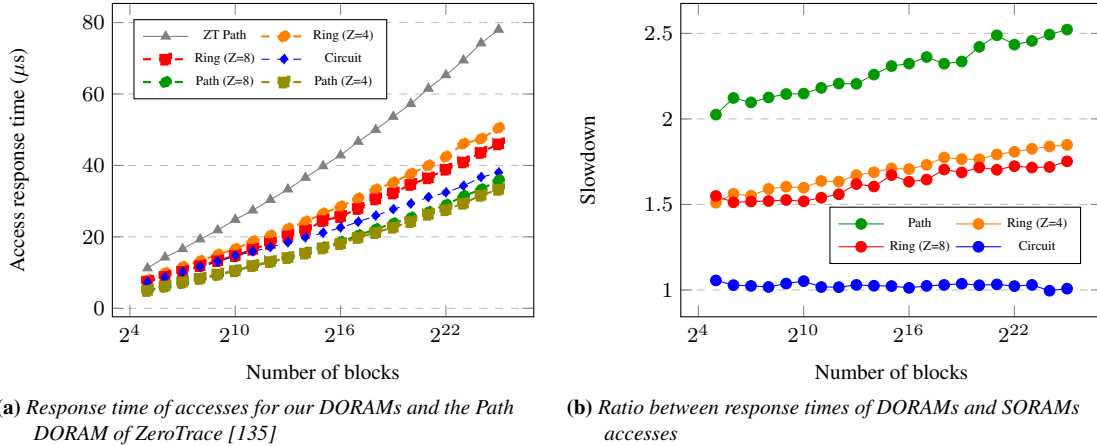 80
60
40
20
0
Access response time (μs)
ZT Path
Ring (Z=4)
Ring (Z=8)
Circuit
Path (Z=8)
Path (Z=4)
2^4
2^10
2^16
2^22
Number of blocks
(a) Response time of accesses for our DORAMs and the Path
DORAM of ZeroTrace [135]
2.5
2
1.5
1
Slowdown
Path
Ring (Z=4)
Ring (Z=8)
Circuit
2^4
2^10
2^16
2^22
Number of blocks
(b) Ratio between response times of DORAMs and SORAMs
accesses